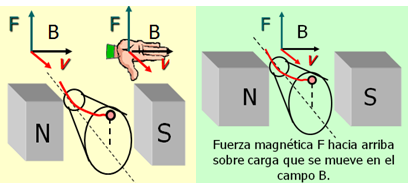 F B v
F B v
N S
F B v
N S
Fuerza magnética F hacia arriba
sobre carga que se mueve en el
campo B.